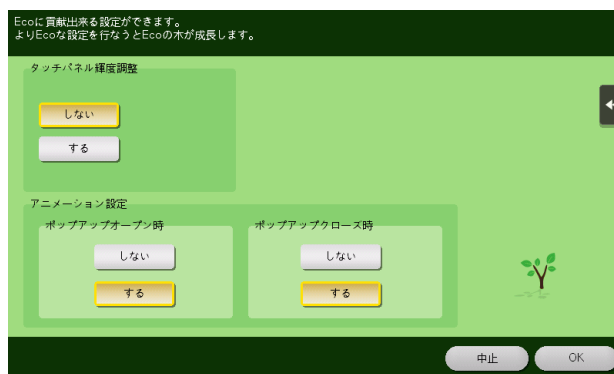 Ecoに貢献出来る設定ができます。
よりEcoな設定を行なうとEcoの木が成長します。
タッチパネル輝度調整
しない
する
アニメーション設定
ポップアップオープン時
しない
する
ポップアップクローズ時
しない
する
中止
OK